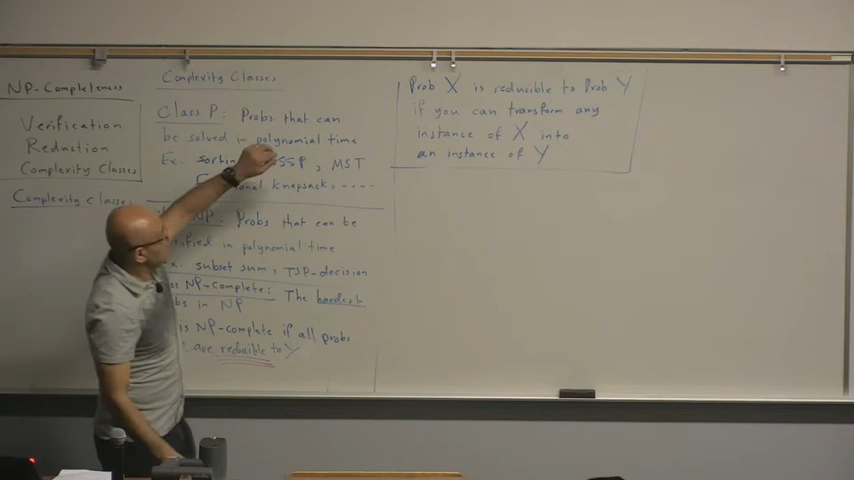 NP-Completeness
Verification
Reduction
Complexity Classes
Complexity Classes
Complexity Classes
Class P: Probs that can
be solved in polynomial time
Ex. SSSP, MST
Knapsack, ----
NP: Probs that can be
verified in polynomial time
subset sum, TSP-decision
NP-Complete: The hardest
in NP
is NP-complete if all probs
are reducible to Y
Prob X is reducible to Prob Y
if you can transform any
instance of X into
an instance of Y